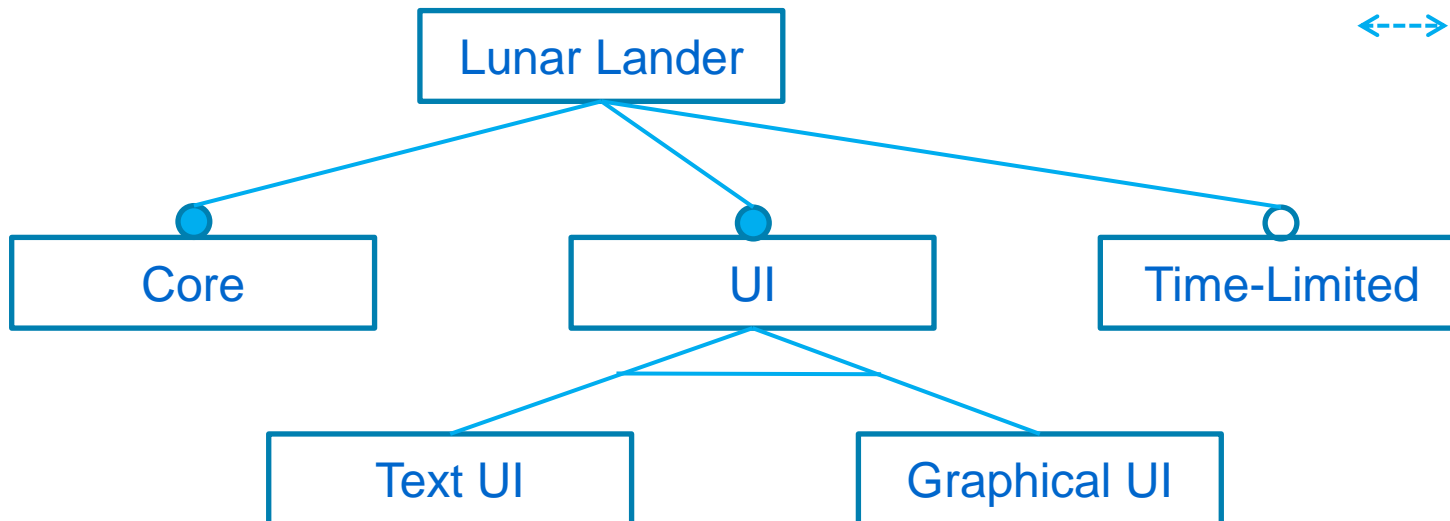 Lunar Lander
Core
UI
Time-Limited
Text UI
Graphical UI